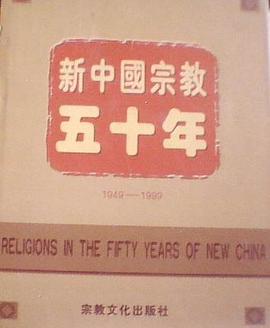 新中國宗教
五十年
1949—1999
RELIGIONS IN THE FIFTY YEARS OF NEW CHINA
宗教文化出版社